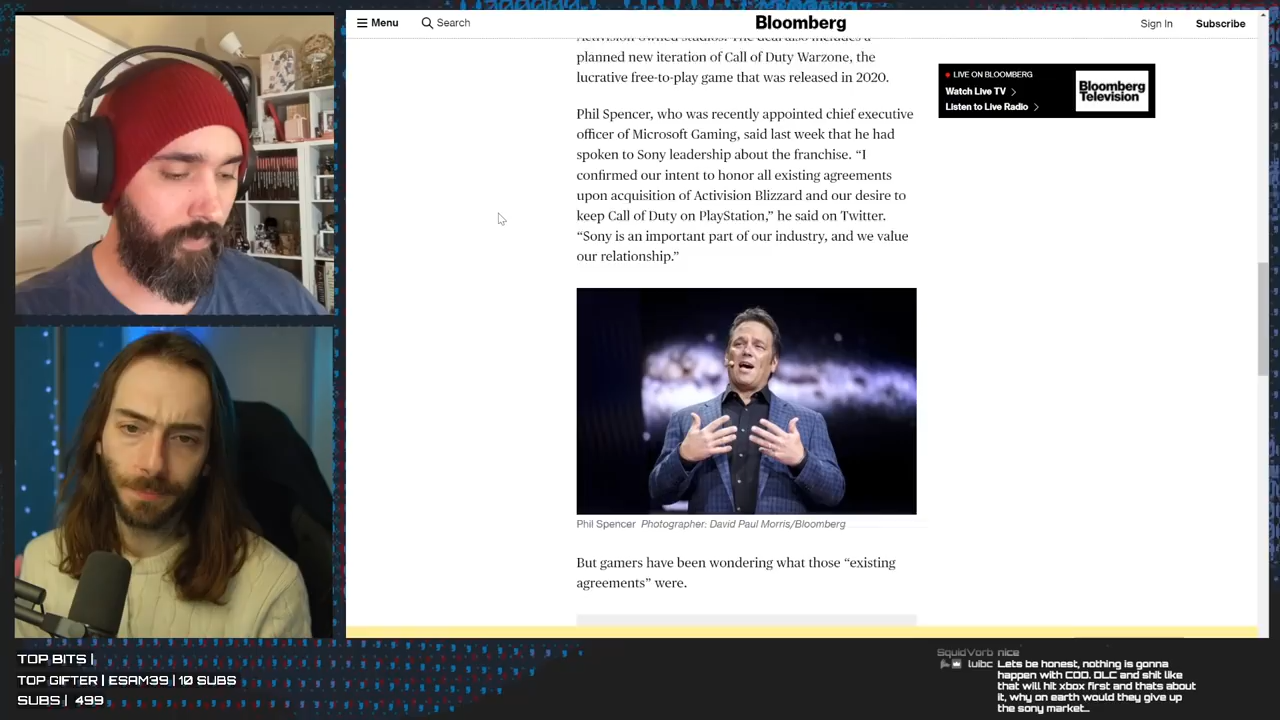 Menu
Search
Bloomberg
Sign In
Subscribe
Activision-owned studios. The deal also includes a
planned new iteration of Call of Duty Warzone, the
lucrative free-to-play game that was released in 2020.
LIVE ON BLOOMBERG
Watch Live TV
Listen to Live Radio
Bloomberg
Television
Phil Spencer, who was recently appointed chief executive
officer of Microsoft Gaming, said last week that he had
spoken to Sony leadership about the franchise. “I
confirmed our intent to honor all existing agreements
upon acquisition of Activision Blizzard and our desire to
keep Call of Duty on PlayStation,” he said on Twitter.
“Sony is an important part of our industry, and we value
our relationship.”
Phil Spencer Photographer: David Paul Morris/Bloomberg
But gamers have been wondering what those “existing
agreements” were.
TOP BITS |
TOP GIFTER | ESAM39 | 10 SUBS
SUBS | 499
SquidVorb nice
luibc Lets be honest, nothing is gonna
happen with COD. DLC and shit like
that will hit xbox first and thats about
it, why on earth would they give up
the sony market...